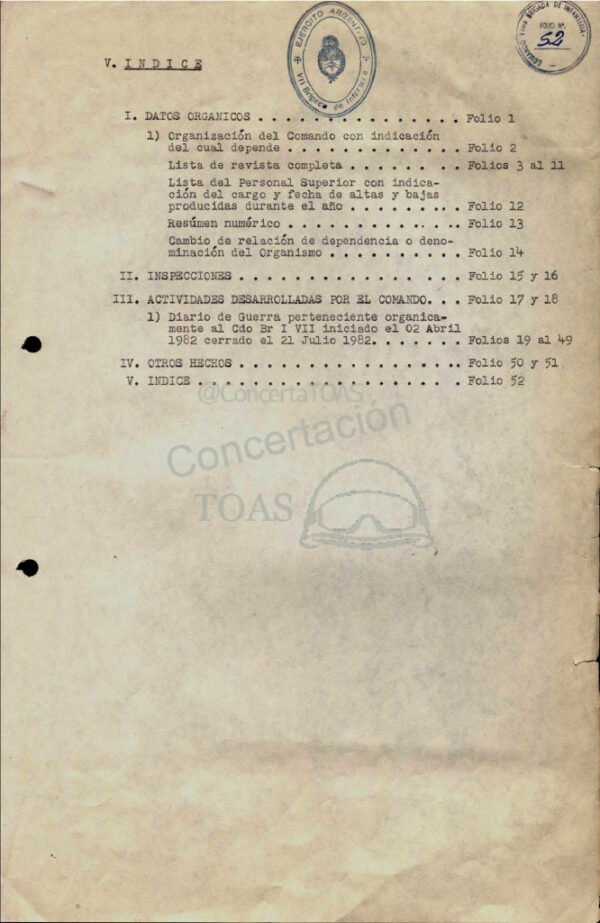 EJERCITO ARGENTINO
VII Brigada de Infantería
COMANDO VIIma BRIGADA DE INFANTERIA
FOLIO Nº
52
V. INDICE
I. DATOS ORGANICOS . . . . . . . . . . . . . . . . Folio 1
1) Organización del Comando con indicación
del cual depende . . . . . . . . . . . . . Folio 2
Lista de revista completa . . . . . . . . Folios 3 al 11
Lista del Personal Superior con indica-
ción del cargo y fecha de altas y bajas
producidas durante el año . . . . . . . . . Folio 12
Resúmen numérico . . . . . . . . . . . . . Folio 13
Cambio de relación de dependencia o deno-
minación del Organismo . . . . . . . . . . Folio 14
II. INSPECCIONES . . . . . . . . . . . . . . . . . Folio 15 y 16
III. ACTIVIDADES DESARROLLADAS POR EL COMANDO. . . Folio 17 y 18
1) Diario de Guerra perteneciente organica-
mente al Cdo Br I VII iniciado el 02 Abril
1982 cerrado el 21 Julio 1982. . . . . . . Folios 19 al 49
IV. OTROS HECHOS . . . . . . . . . . . . . . . . . Folio 50 y 51
V. INDICE . . . . . . . . . . . . . . . . . . . . Folio 52
@ConcertaTOAS
Concertación
TOAS